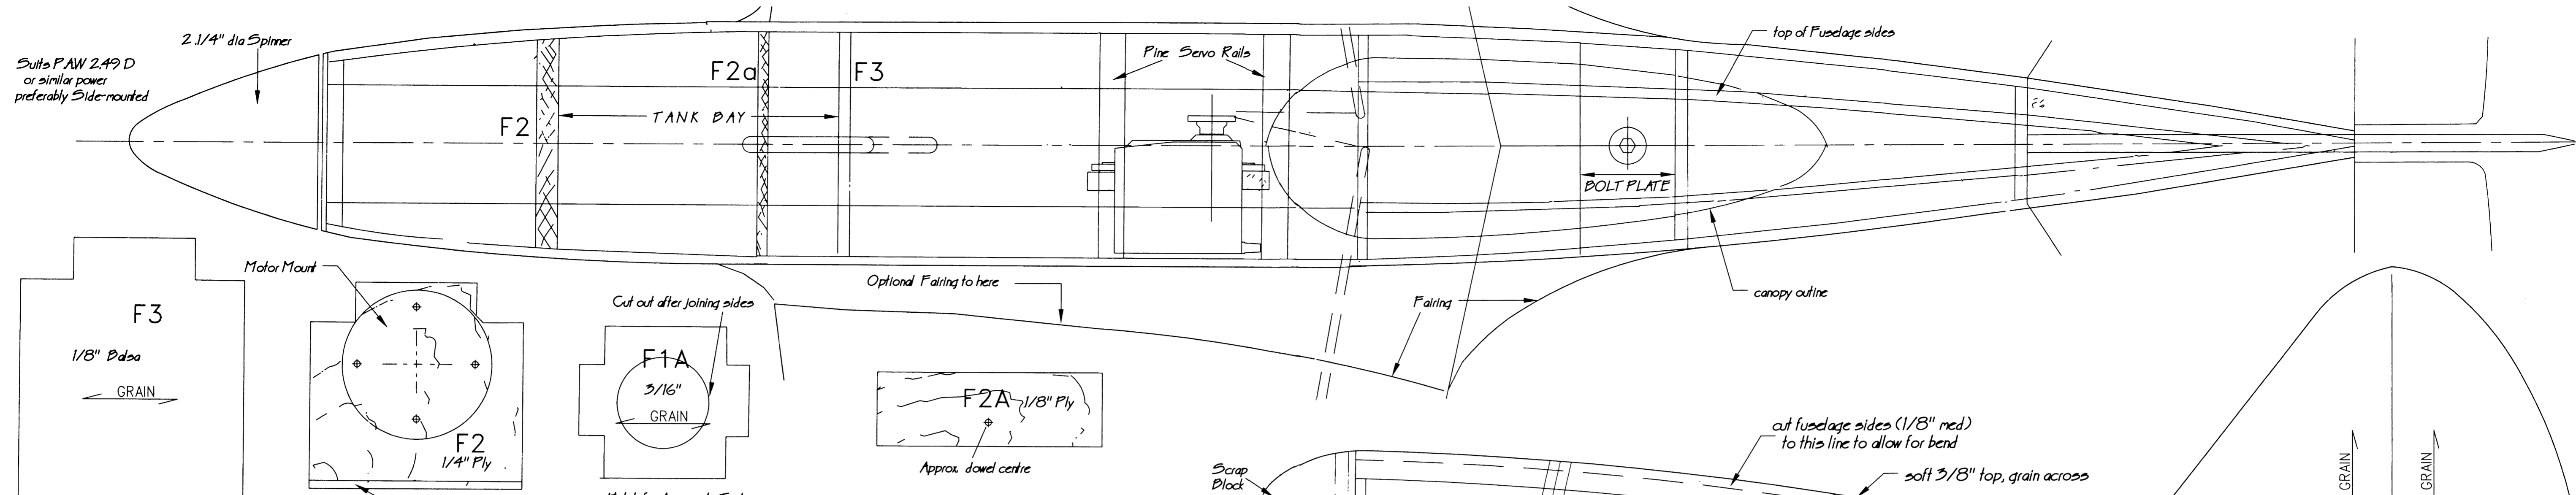 2.1/4" dia Spinner
Suits PAW 2.49 D
or similar power
preferably Side-mounted
F2
TANK BAY
F2a
F3
Pine Servo Rails
top of Fuselage sides
BOLT PLATE
canopy outine
Optional Fairing to here
Fairing
F3
1/8" Balsa
GRAIN
Motor Mount
F2
1/4" Ply
Cut out after joining sides
F1A
3/16"
GRAIN
F2A
1/8" Ply
Approx. dowel centre
Scrap
Block
cut fuselage sides (1/8" med)
to this line to allow for bend
soft 3/8" top, grain across
GRAIN
GRAIN